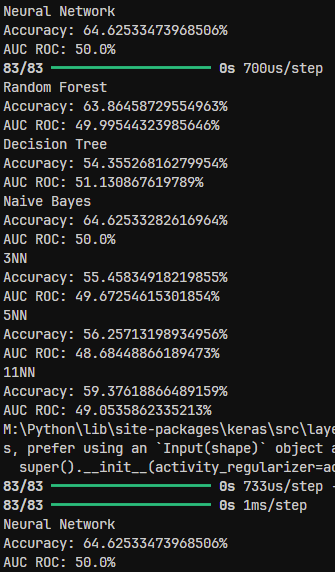 Neural Network
Accuracy: 64.62533473968506%
AUC ROC: 50.0%
83/83 ━━━━━━━━━━━━━━━━━━━━ 0s 700us/step
Random Forest
Accuracy: 63.86458729554963%
AUC ROC: 49.99544323985646%
Decision Tree
Accuracy: 54.35526816279954%
AUC ROC: 51.130867619789%
Naive Bayes
Accuracy: 64.62533282616964%
AUC ROC: 50.0%
3NN
Accuracy: 55.45834918219855%
AUC ROC: 49.67254615301854%
5NN
Accuracy: 56.25713198934956%
AUC ROC: 48.68448866189473%
11NN
Accuracy: 59.37618866489159%
AUC ROC: 49.0535862335213%
M:\Python\lib\site-packages\keras\src\laye
s, prefer using an `Input(shape)` object a
super().__init__(activity_regularizer=ac
83/83 ━━━━━━━━━━━━━━━━━━━━ 0s 733us/step
83/83 ━━━━━━━━━━━━━━━━━━━━ 0s 1ms/step
Neural Network
Accuracy: 64.62533473968506%
AUC ROC: 50.0%